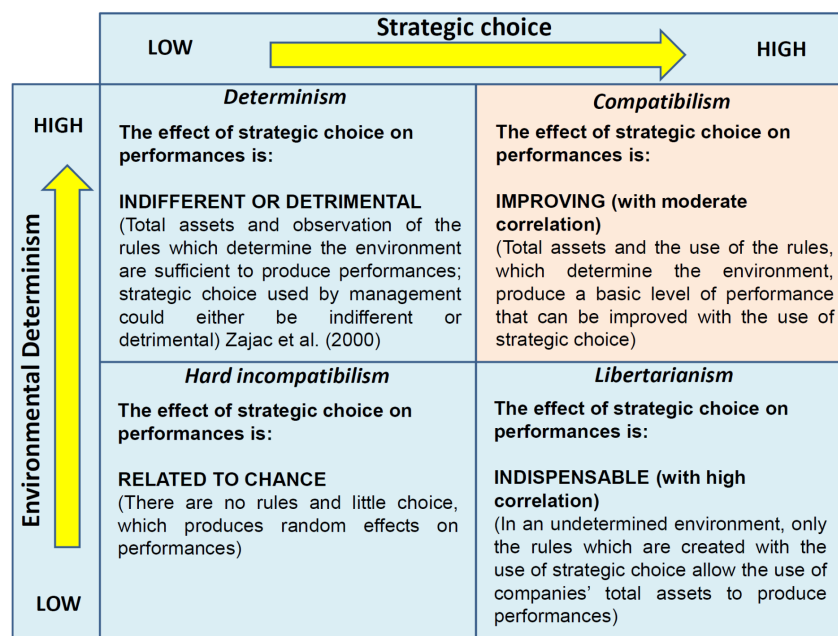 Strategic choice
LOW
HIGH
Environmental Determinism
HIGH
LOW
Determinism
The effect of strategic choice on
performances is:
INDIFFERENT OR DETRIMENTAL
(Total assets and observation of the
rules which determine the environment
are sufficient to produce performances;
strategic choice used by management
could either be indifferent or
detrimental) Zajac et al. (2000)
Compatibilism
The effect of strategic choice on
performances is:
IMPROVING (with moderate
correlation)
(Total assets and the use of the rules,
which determine the environment,
produce a basic level of performance
that can be improved with the use of
strategic choice)
Hard incompatibilism
The effect of strategic choice on
performances is:
RELATED TO CHANCE
(There are no rules and little choice,
which produces random effects on
performances)
Libertarianism
The effect of strategic choice on
performances is:
INDISPENSABLE (with high
correlation)
(In an undetermined environment, only
the rules which are created with the
use of strategic choice allow the use of
companies’ total assets to produce
performances)